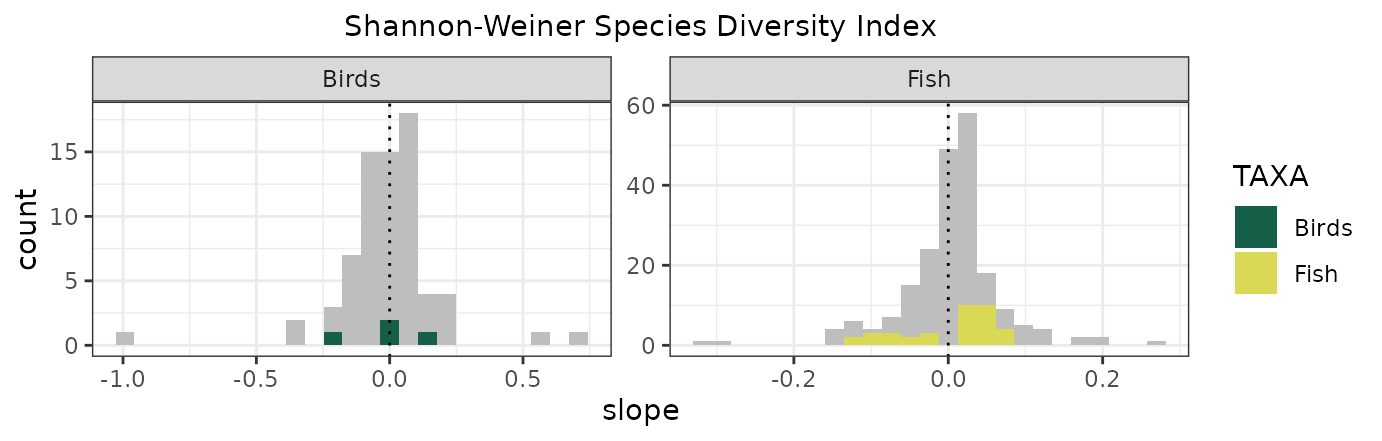 Shannon-Weiner Species Diversity Index
Birds
Fish
count
15
10
5
0
-1.0
-0.5
0.0
0.5
60
40
20
0
-0.2
0.0
0.2
slope
TAXA
Birds
Fish